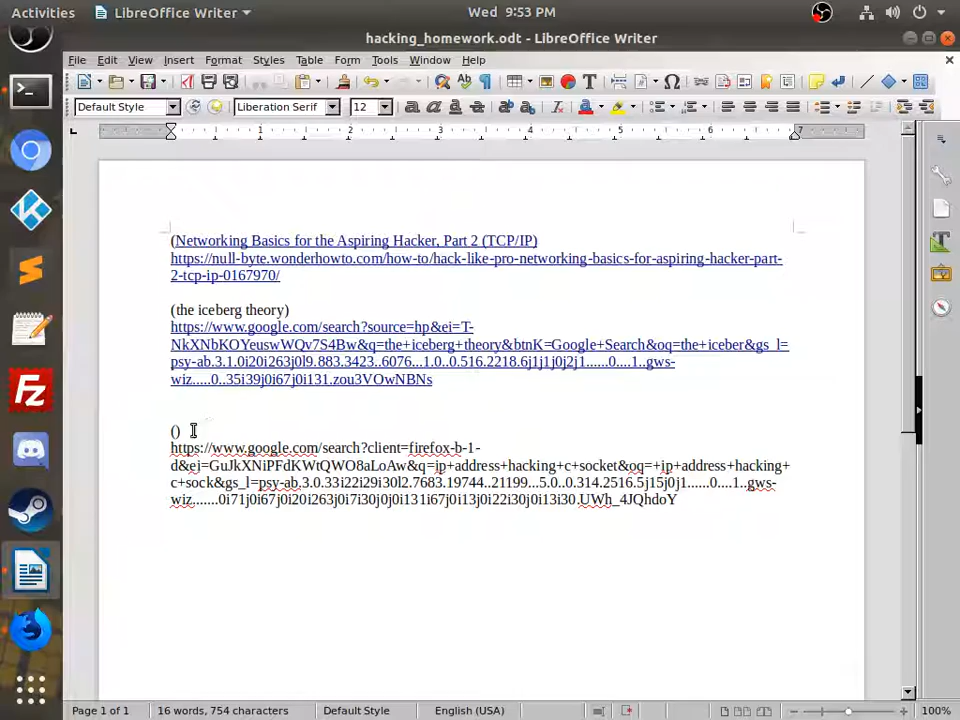 Activities
LibreOffice Writer
Wed 9:53 PM
hacking_homework.odt - LibreOffice Writer
File Edit View Insert Format Styles Table Form Tools Window Help
Default Style
Liberation Serif
12
1 2 3 4 5 6 7
(Networking Basics for the Aspiring Hacker, Part 2 (TCP/IP)
https://null-byte.wonderhowto.com/how-to/hack-like-pro-networking-basics-for-aspiring-hacker-part-
2-tcp-ip-0167970/
(the iceberg theory)
https://www.google.com/search?source=hp&ei=T-
NkXNbKOYeuswWQv7S4Bw&q=the+iceberg+theory&btnK=Google+Search&oq=the+iceber&gs_l=
psy-ab.3.1.0i20i263j0l9.883.3423..6076...1.0..0.516.2218.6j1j1j0j2j1......0....1..gws-
wiz.....0..35i39j0i67j0i131.zou3VOwNBNs
()
https://www.google.com/search?client=firefox-b-1-
d&ei=GuJkXNiPFdKWtQWO8aLoAw&q=ip+address+hacking+c+socket&oq=+ip+address+hacking+
c+sock&gs_l=psy-ab.3.0.33i22i29i30l2.7683.19744..21199...5.0..0.314.2516.5j15j0j1......0....1..gws-
wiz.......0i71j0i67j0i20i263j0i7i30j0j0i131i67j0i13j0i22i30j0i13i30.UWh_4JQhdoY
Page 1 of 1
16 words, 754 characters
Default Style
English (USA)
100%